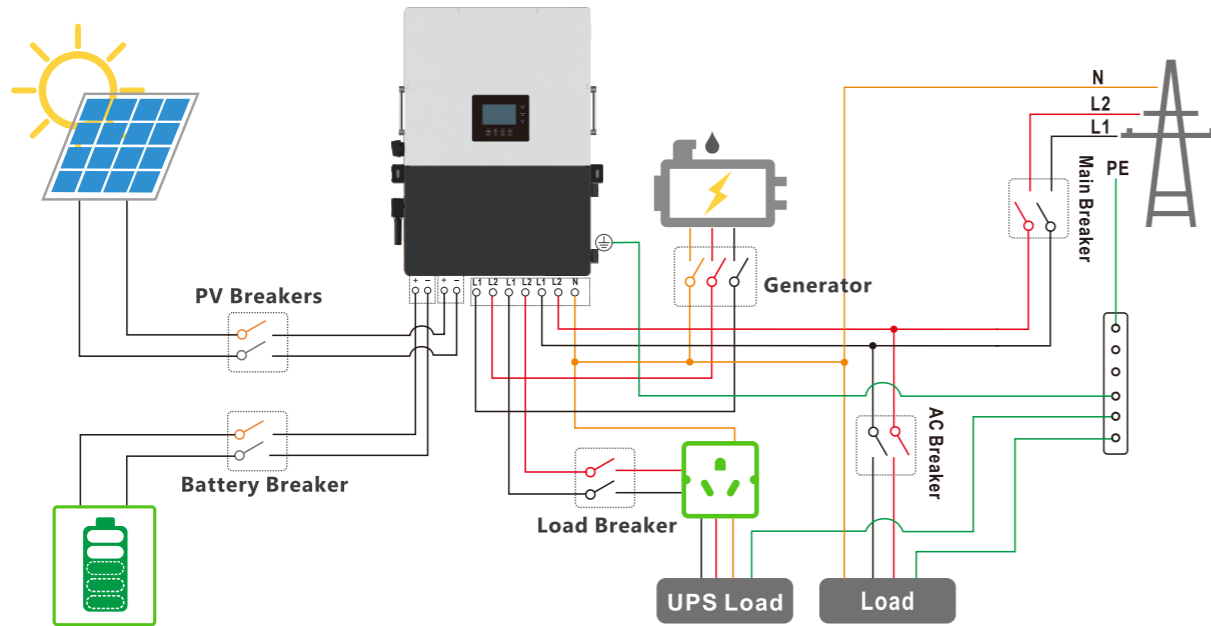 N
L2
L1
PE
Main Breaker
Generator
PV Breakers
+ − + −
L1 L2 L1 L2 L1 L2 N
AC Breaker
Battery Breaker
Load Breaker
UPS Load
Load